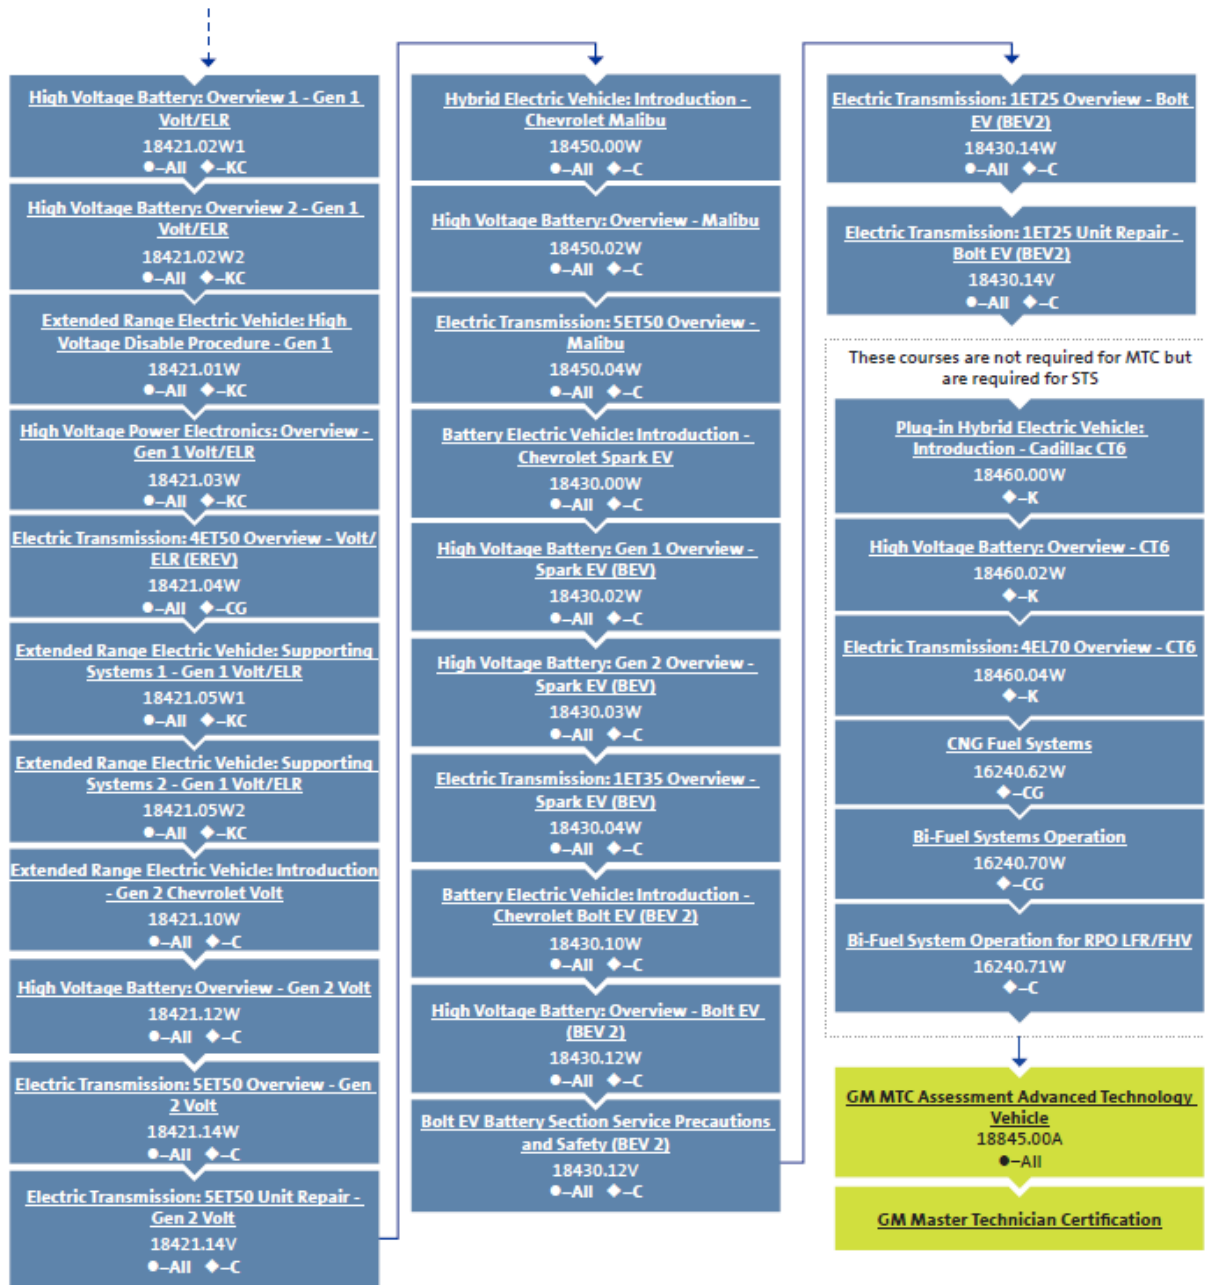 High Voltage Battery: Overview 1 - Gen 1
Volt/ELR
18421.02W1
●–All ◆–KC
High Voltage Battery: Overview 2 - Gen 1
Volt/ELR
18421.02W2
●–All ◆–KC
Extended Range Electric Vehicle: High
Voltage Disable Procedure - Gen 1
18421.01W
●–All ◆–KC
High Voltage Power Electronics: Overview -
Gen 1 Volt/ELR
18421.03W
●–All ◆–KC
Electric Transmission: 4ET50 Overview - Volt/
ELR (EREV)
18421.04W
●–All ◆–CG
Extended Range Electric Vehicle: Supporting
Systems 1 - Gen 1 Volt/ELR
18421.05W1
●–All ◆–KC
Extended Range Electric Vehicle: Supporting
Systems 2 - Gen 1 Volt/ELR
18421.05W2
●–All ◆–KC
Extended Range Electric Vehicle: Introduction
- Gen 2 Chevrolet Volt
18421.10W
●–All ◆–C
High Voltage Battery: Overview - Gen 2 Volt
18421.12W
●–All ◆–C
Electric Transmission: 5ET50 Overview - Gen
2 Volt
18421.14W
●–All ◆–C
Electric Transmission: 5ET50 Unit Repair -
Gen 2 Volt
18421.14V
●–All ◆–C
Hybrid Electric Vehicle: Introduction -
Chevrolet Malibu
18450.00W
●–All ◆–C
High Voltage Battery: Overview - Malibu
18450.02W
●–All ◆–C
Electric Transmission: 5ET50 Overview -
Malibu
18450.04W
●–All ◆–C
Battery Electric Vehicle: Introduction -
Chevrolet Spark EV
18430.00W
●–All ◆–C
High Voltage Battery: Gen 1 Overview -
Spark EV (BEV)
18430.02W
●–All ◆–C
High Voltage Battery: Gen 2 Overview -
Spark EV (BEV)
18430.03W
●–All ◆–C
Electric Transmission: 1ET35 Overview -
Spark EV (BEV)
18430.04W
●–All ◆–C
Battery Electric Vehicle: Introduction -
Chevrolet Bolt EV (BEV 2)
18430.10W
●–All ◆–C
High Voltage Battery: Overview - Bolt EV
(BEV 2)
18430.12W
●–All ◆–C
Bolt EV Battery Section Service Precautions
and Safety (BEV 2)
18430.12V
●–All ◆–C
Electric Transmission: 1ET25 Overview - Bolt
EV (BEV2)
18430.14W
●–All ◆–C
Electric Transmission: 1ET25 Unit Repair -
Bolt EV (BEV2)
18430.14V
●–All ◆–C
These courses are not required for MTC but
are required for STS
Plug-in Hybrid Electric Vehicle:
Introduction - Cadillac CT6
18460.00W
◆–K
High Voltage Battery: Overview - CT6
18460.02W
◆–K
Electric Transmission: 4EL70 Overview - CT6
18460.04W
◆–K
CNG Fuel Systems
16240.62W
◆–CG
Bi-Fuel Systems Operation
16240.70W
◆–CG
Bi-Fuel System Operation for RPO LFR/FHV
16240.71W
◆–C
GM MTC Assessment Advanced Technology
Vehicle
18845.00A
●–All
GM Master Technician Certification